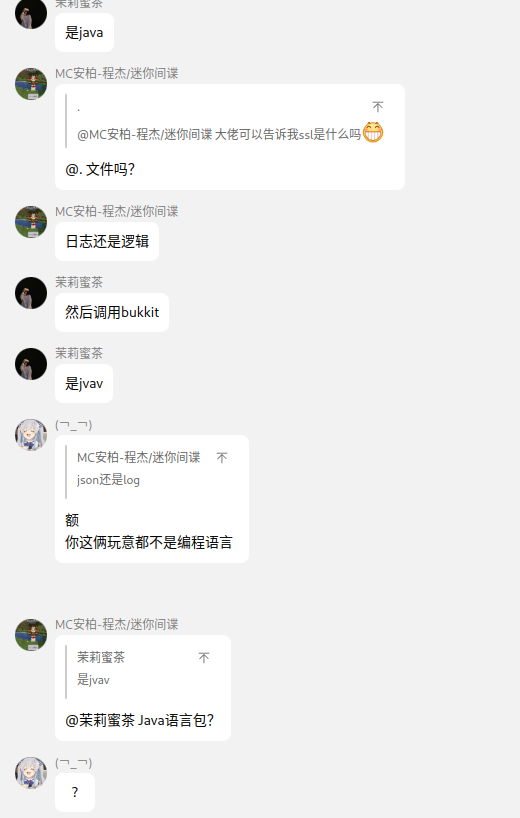 茉莉蜜茶
是java
MC安柏-程杰/迷你间谍
.
@MC安柏-程杰/迷你间谍 大佬可以告诉我ssl是什么吗
@. 文件吗？
MC安柏-程杰/迷你间谍
日志还是逻辑
茉莉蜜茶
然后调用bukkit
茉莉蜜茶
是jvav
(¬_¬)
MC安柏-程杰/迷你间谍
json还是log
额
你这俩玩意都不是编程语言
MC安柏-程杰/迷你间谍
茉莉蜜茶
是jvav
@茉莉蜜茶 Java语言包？
(¬_¬)
？